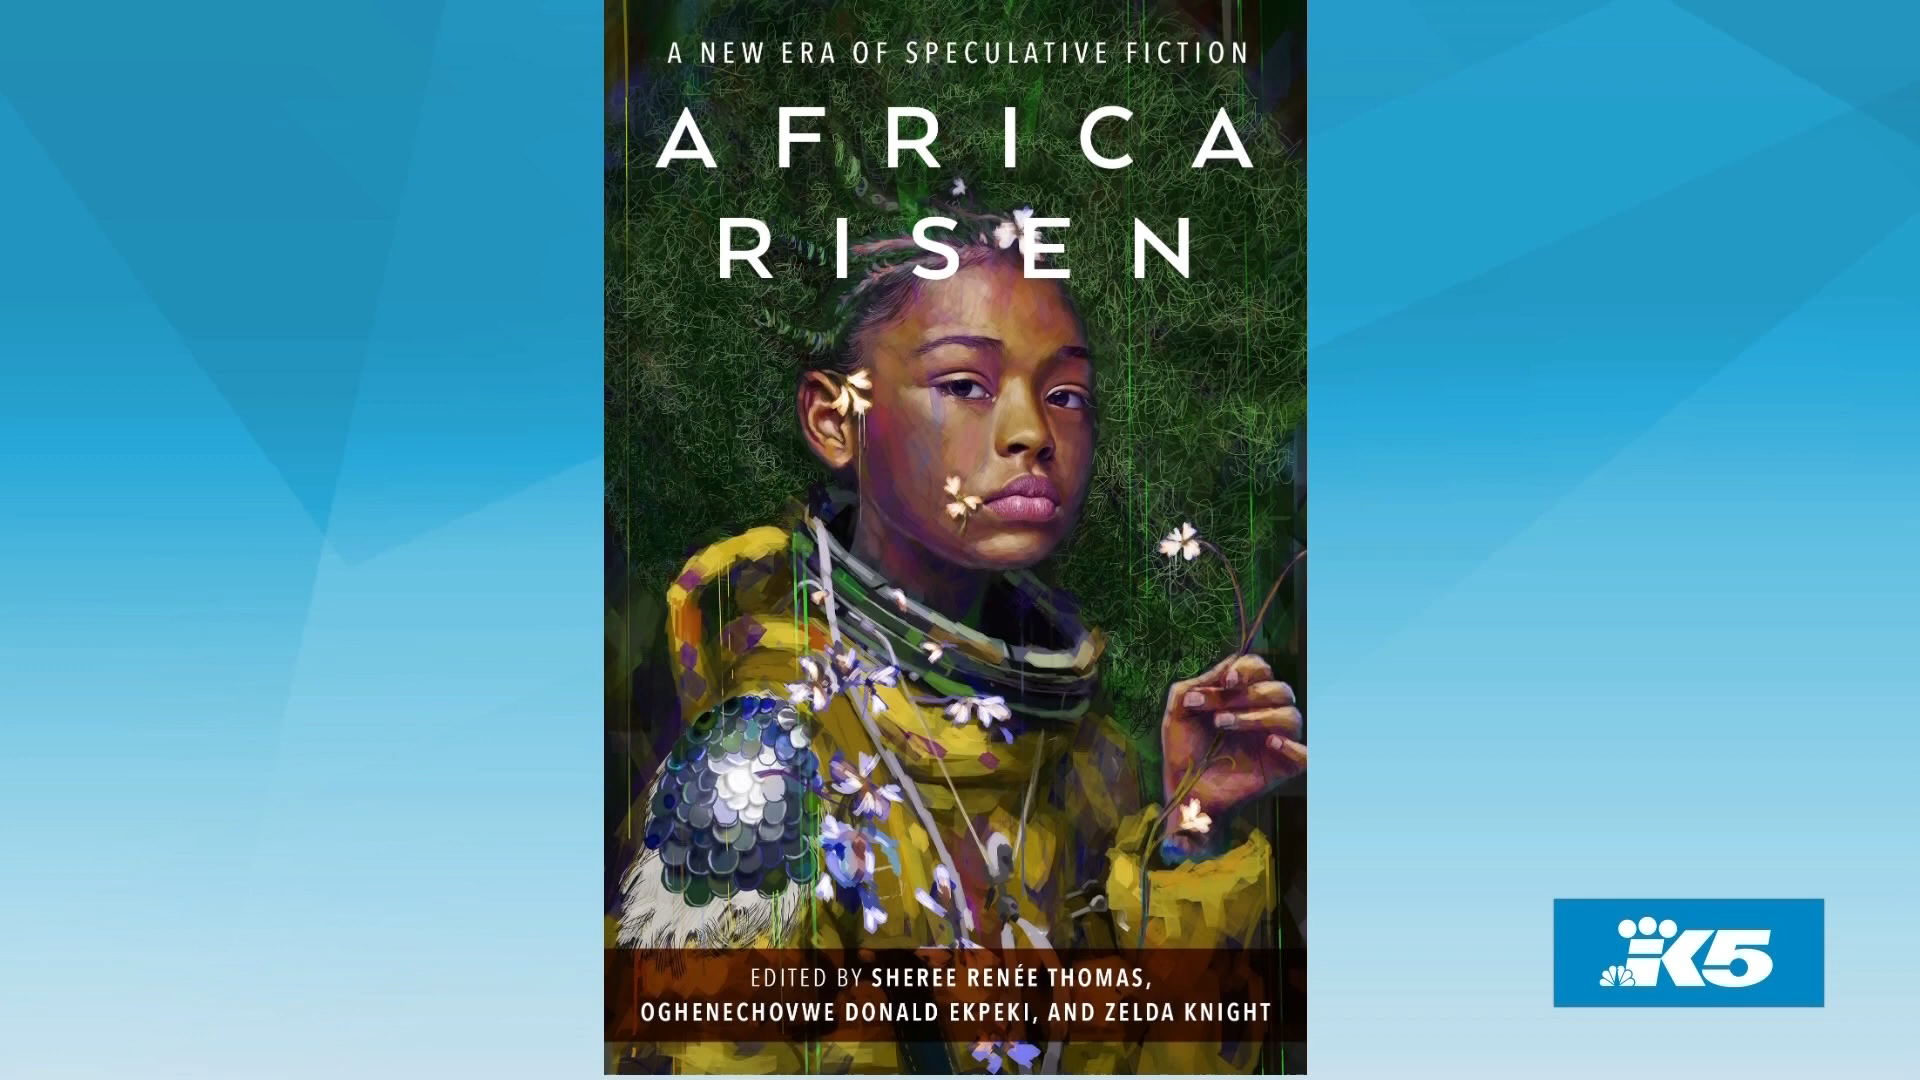 A NEW ERA OF SPECULATIVE FICTION
AFRICA
RISEN
EDITED BY SHEREE RENÉE THOMAS,
OGHENECHOVWE DONALD EKPEKI, AND ZELDA KNIGHT
K5